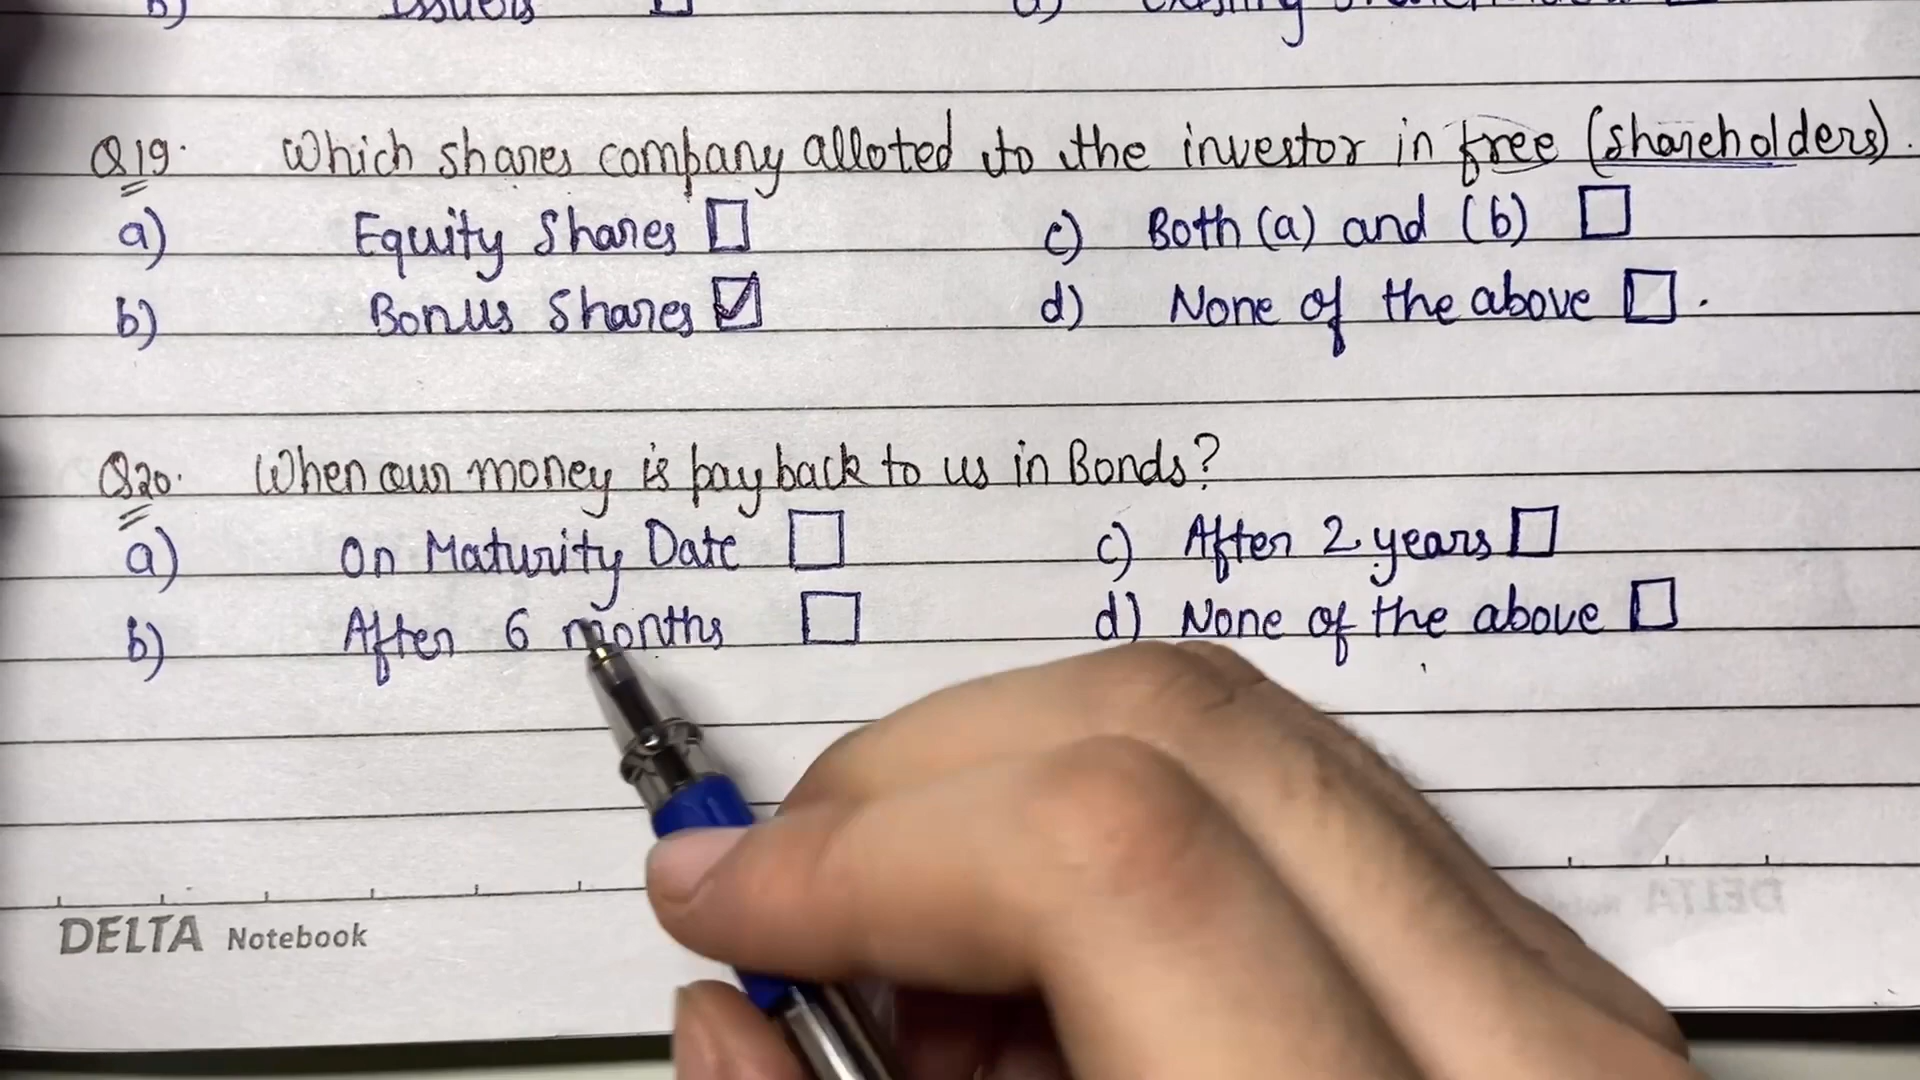 b) Issuers d) Existing
Q19. Which shares company alloted to the investor in free (shareholders).
a) Equity Shares c) Both (a) and (b)
b) Bonus Shares d) None of the above.
Q20. When our money is pay back to us in Bonds?
a) On Maturity Date c) After 2 years
b) After 6 months d) None of the above
DELTA Notebook